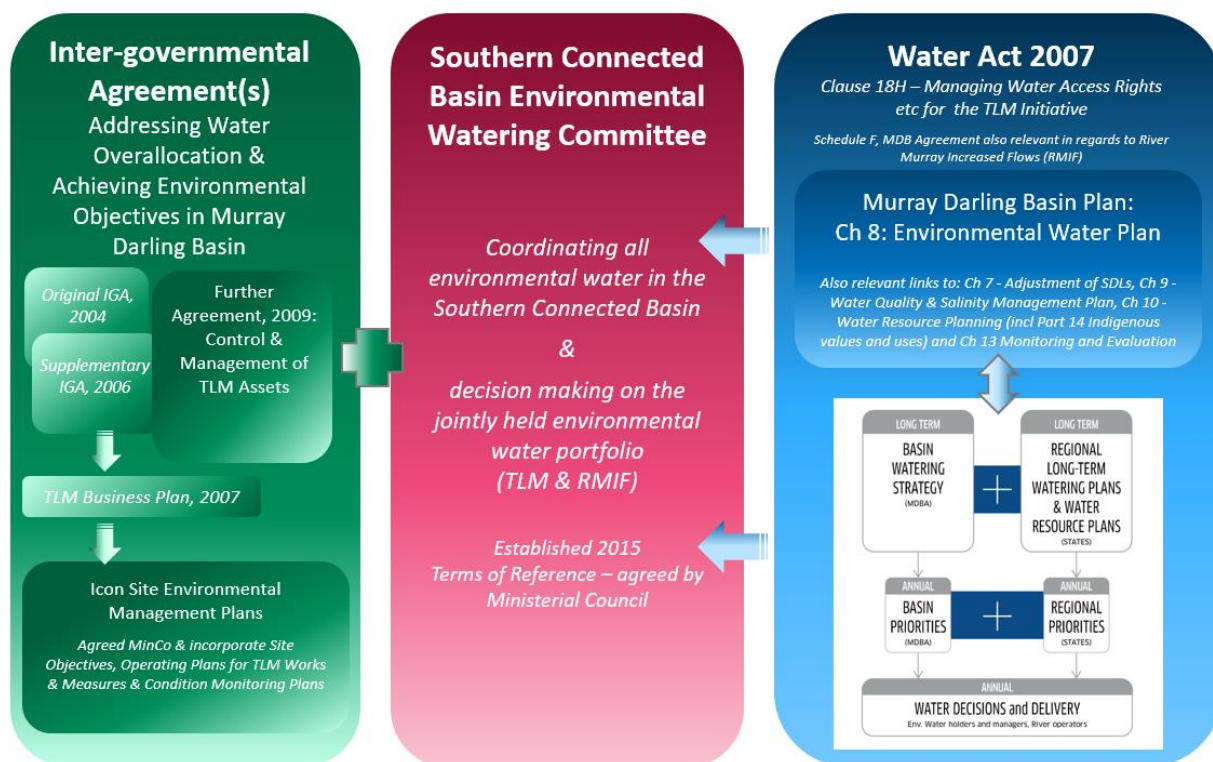 Inter-governmental
Agreement(s)
Addressing Water
Overallocation &
Achieving Environmental
Objectives in Murray
Darling Basin
Original IGA,
2004
Supplementary
IGA, 2006
Further
Agreement, 2009:
Control &
Management of
TLM Assets
TLM Business Plan, 2007
Icon Site Environmental
Management Plans
Agreed MinCo & incorporate Site
Objectives, Operating Plans for TLM Works
& Measures & Condition Monitoring Plans
Southern Connected
Basin Environmental
Watering Committee
Coordinating all
environmental water in the
Southern Connected Basin
&
decision making on the
jointly held environmental
water portfolio
(TLM & RMIF)
Established 2015
Terms of Reference – agreed by
Ministerial Council
Water Act 2007
Clause 18H – Managing Water Access Rights
etc for the TLM Initiative
Schedule F, MDB Agreement also relevant in regards to River
Murray Increased Flows (RMIF)
Murray Darling Basin Plan:
Ch 8: Environmental Water Plan
Also relevant links to: Ch 7 - Adjustment of SDLs, Ch 9 -
Water Quality & Salinity Management Plan, Ch 10 -
Water Resource Planning (incl Part 14 Indigenous
values and uses) and Ch 13 Monitoring and Evaluation
LONG TERM
BASIN
WATERING
STRATEGY
(MDBA)
LONG TERM
REGIONAL
LONG-TERM
WATERING PLANS
& WATER
RESOURCE PLANS
(STATES)
ANNUAL
BASIN
PRIORITIES
(MDBA)
ANNUAL
REGIONAL
PRIORITIES
(STATES)
ANNUAL
WATER DECISIONS and DELIVERY
Env. Water holders and managers, River operators